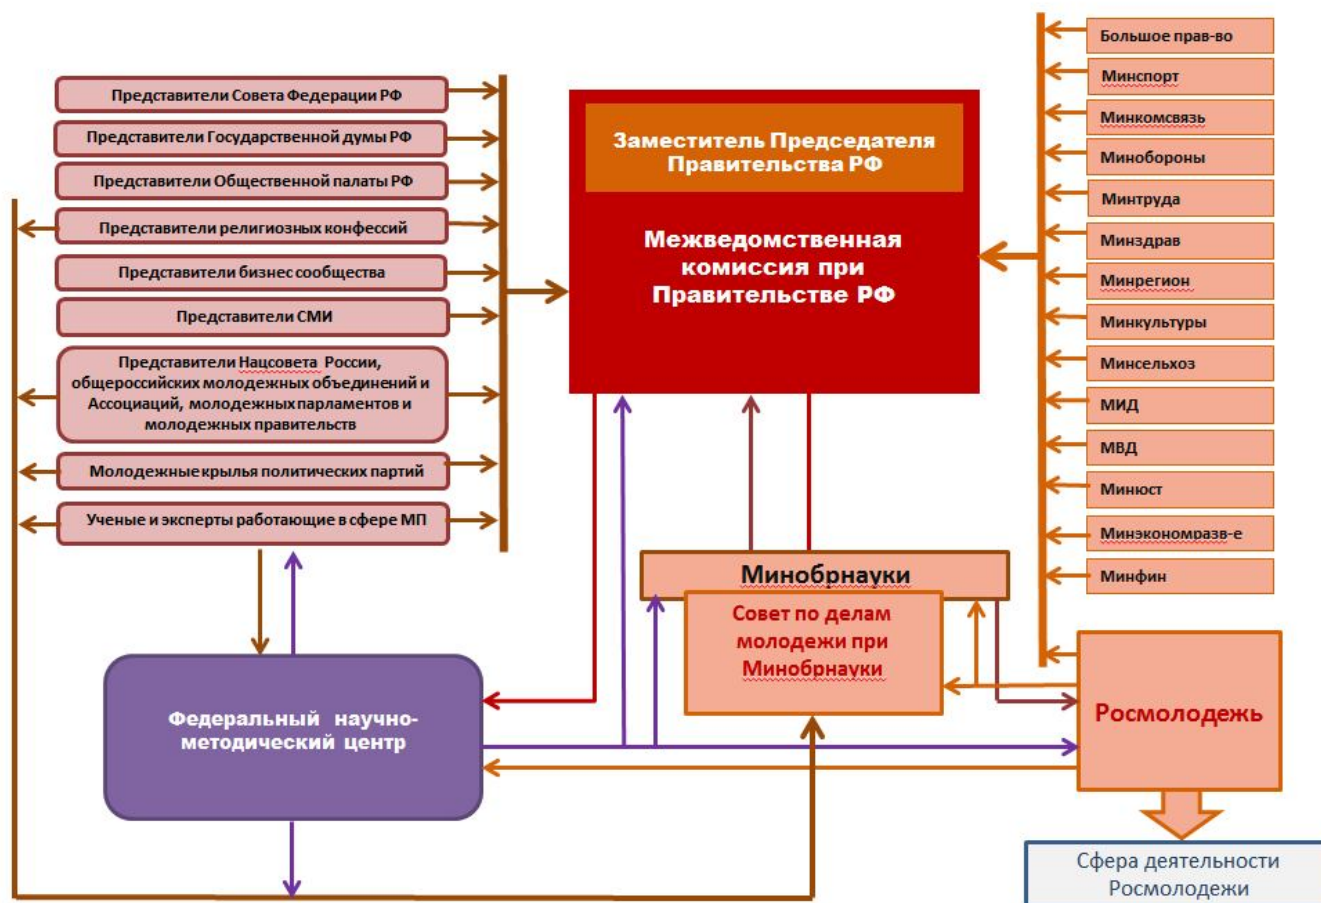 Представители Совета Федерации РФ
Представители Государственной думы РФ
Представители Общественной палаты РФ
Представители религиозных конфессий
Представители бизнес сообщества
Представители СМИ
Представители Нацсовета России,
общероссийских молодежных объединений и
Ассоциаций, молодежных парламентов и
молодежных правительств
Молодежные крылья политических партий
Ученые и эксперты работающие в сфере МП
Заместитель Председателя
Правительства РФ
Межведомственная
комиссия при
Правительстве РФ
Большое прав-во
Минспорт
Минкомсвязь
Минобороны
Минтруда
Минздрав
Минрегион
Минкультуры
Минсельхоз
МИД
МВД
Минюст
Минэкономразв-е
Минфин
Минобрнауки
Совет по делам
молодежи при
Минобрнауки
Федеральный научно-
методический центр
Росмолодежь
Сфера деятельности
Росмолодежи